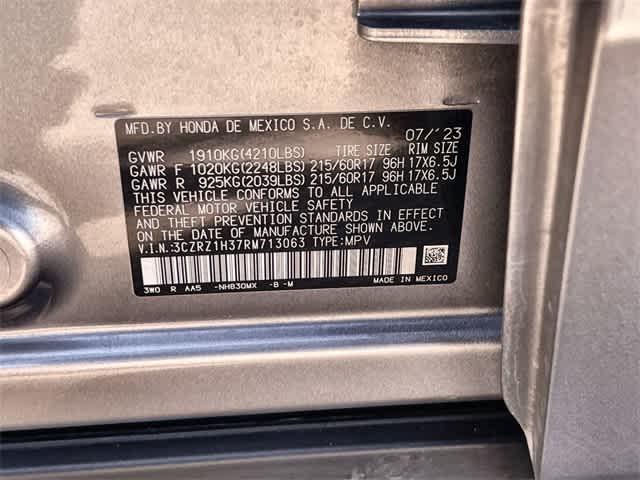 MFD.BY HONDA DE MEXICO S.A. DE C.V. 07/'23
GVWR 1910KG(4210LBS) TIRE SIZE RIM SIZE
GAWR F 1020KG(2248LBS) 215/60R17 96H 17X6.5J
GAWR R 925KG(2039LBS) 215/60R17 96H 17X6.5J
THIS VEHICLE CONFORMS TO ALL APPLICABLE
FEDERAL MOTOR VEHICLE SAFETY
AND THEFT PREVENTION STANDARDS IN EFFECT
ON THE DATE OF MANUFACTURE SHOWN ABOVE.
V.I.N.:3CZRZ1H37RM713063 TYPE:MPV
3W0 R AA5 -NH830MX -B -M MADE IN MEXICO